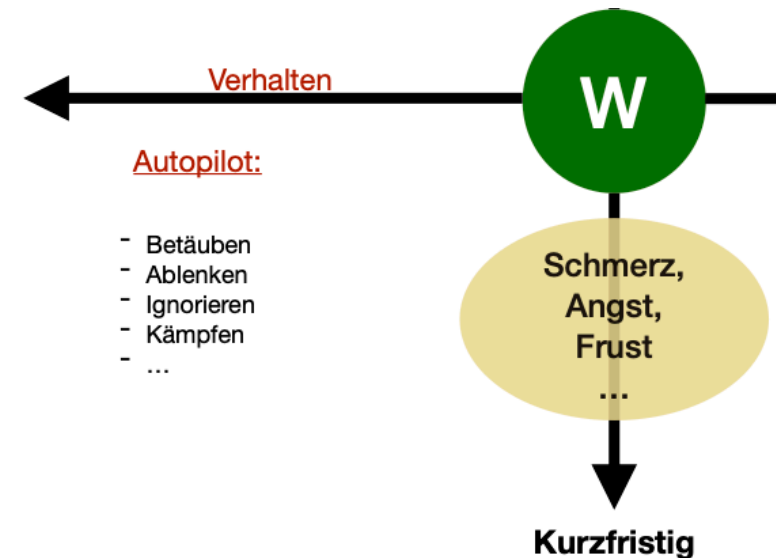 Verhalten
W
Autopilot:
- Betäuben
- Ablenken
- Ignorieren
- Kämpfen
- ...
Schmerz,
Angst,
Frust
...
Kurzfristig